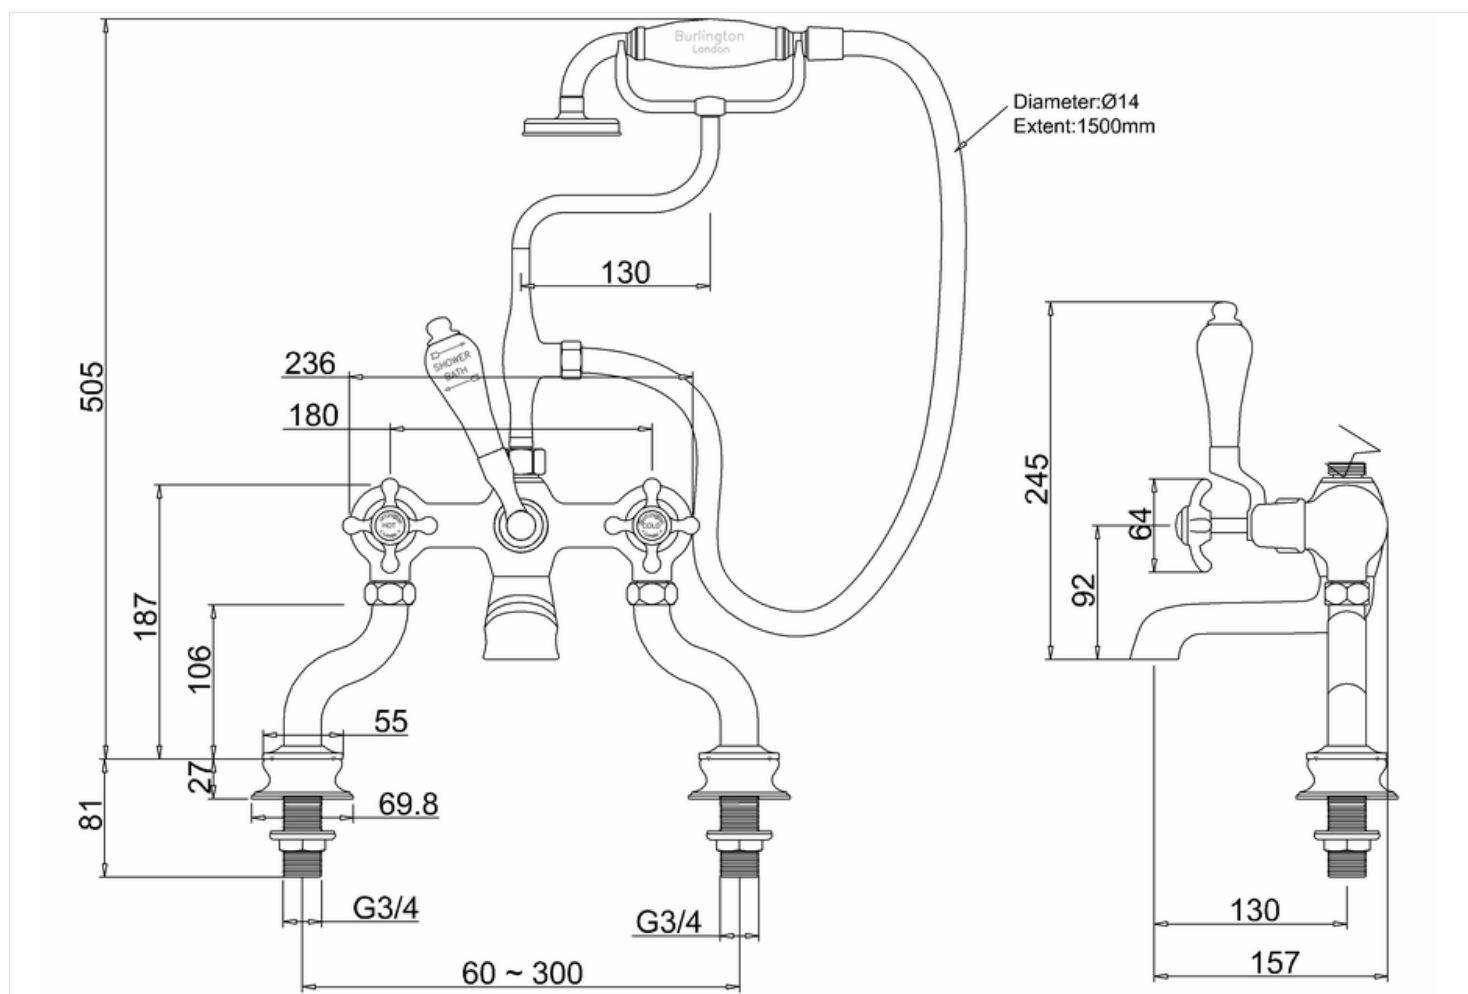 Burlington
London
Diameter:Ø14
Extent:1500mm
130
236
SHOWER
BATH
505
180
245
64
HOT
COLD
92
187
106
55
27
69.8
81
G3/4
G3/4
130
157
60 ~ 300